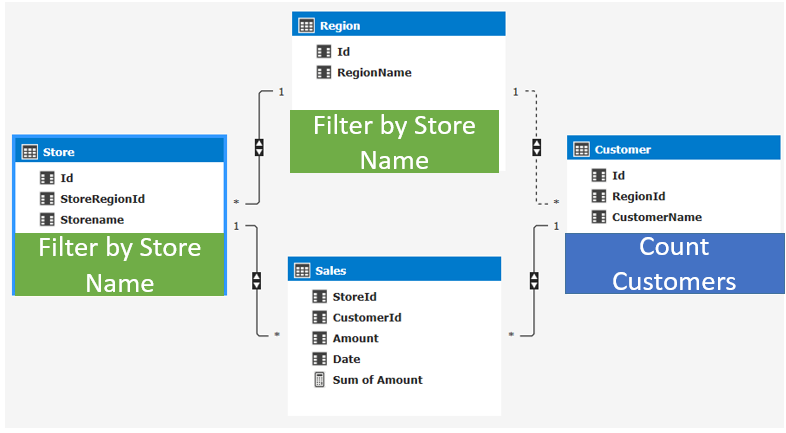 Region
Id
RegionName
Filter by Store
Name
1
1
Store
Id
StoreRegionId
Storename
Filter by Store
Name
*
1
Customer
Id
RegionId
CustomerName
Count
Customers
*
1
Sales
StoreId
CustomerId
Amount
Date
Sum of Amount
*
*